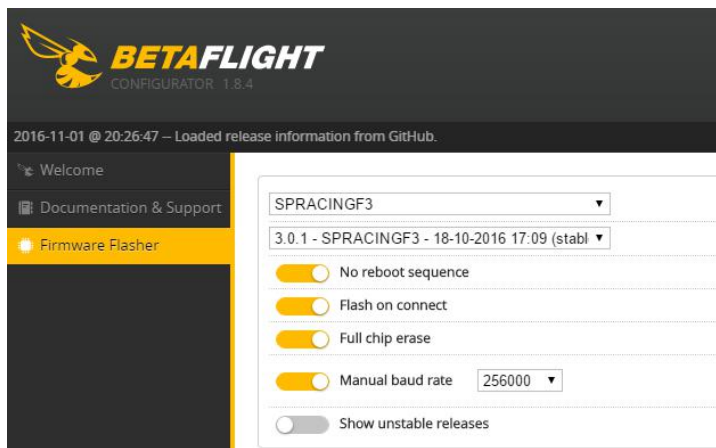 BETAFLIGHT
CONFIGURATOR 1.8.4
2016-11-01 @ 20:26:47 -- Loaded release information from GitHub.
Welcome
Documentation & Support
Firmware Flasher
SPRACINGF3
3.0.1 - SPRACINGF3 - 18-10-2016 17:09 (stabl
No reboot sequence
Flash on connect
Full chip erase
Manual baud rate 256000
Show unstable releases